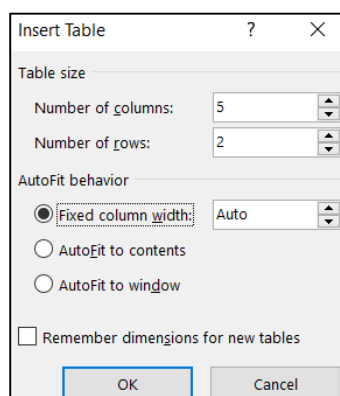 Insert Table ? X
Table size
Number of columns: 5
Number of rows: 2
AutoFit behavior
Fixed column width: Auto
AutoFit to contents
AutoFit to window
Remember dimensions for new tables
OK Cancel